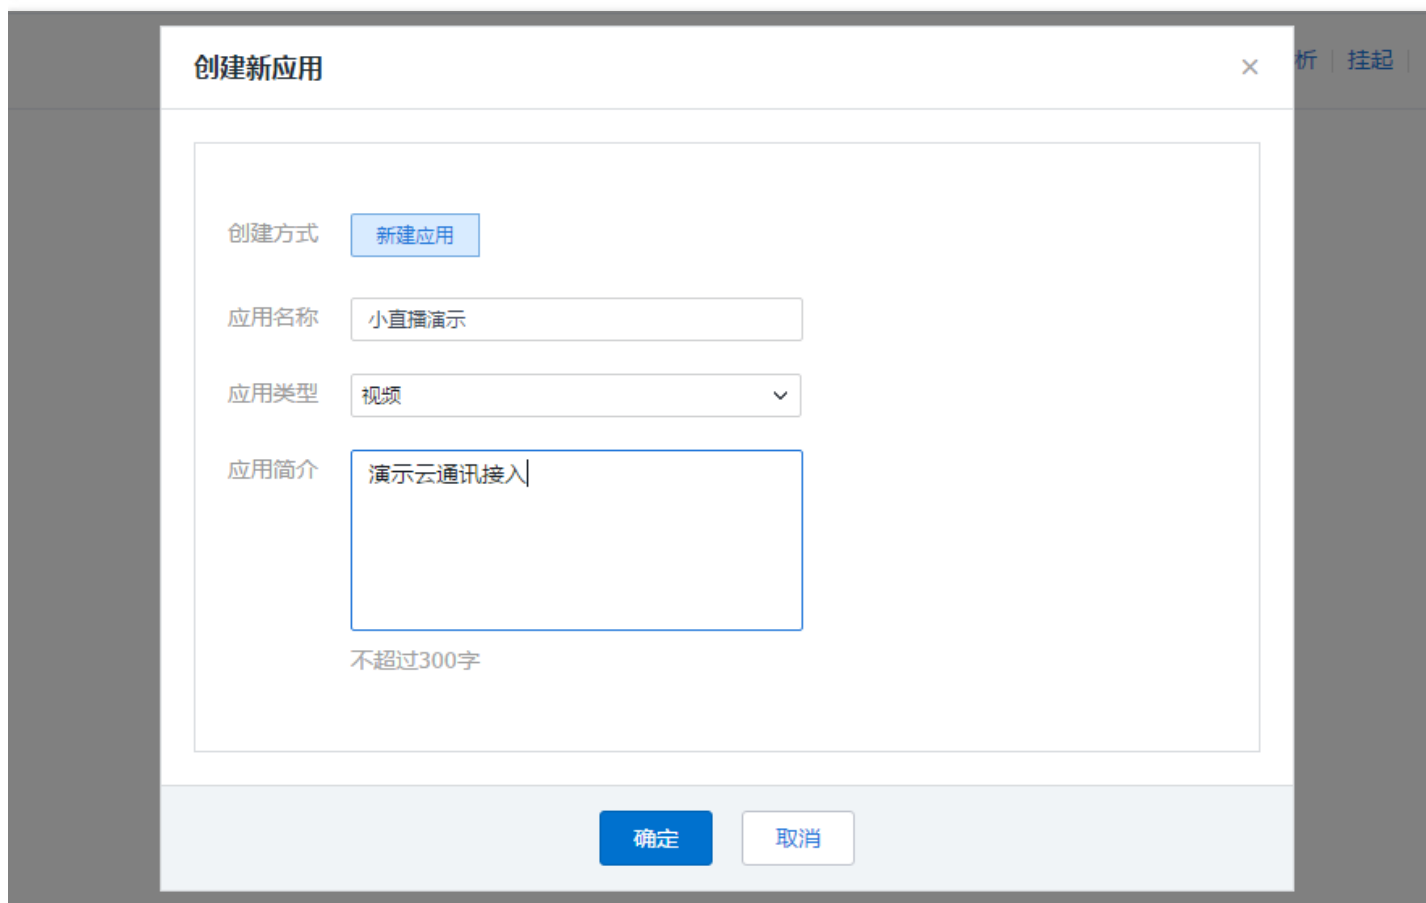 创建新应用
×
析 挂起
创建方式 新建应用
应用名称 小直播演示
应用类型 视频
应用简介 演示云通讯接入
不超过300字
确定 取消